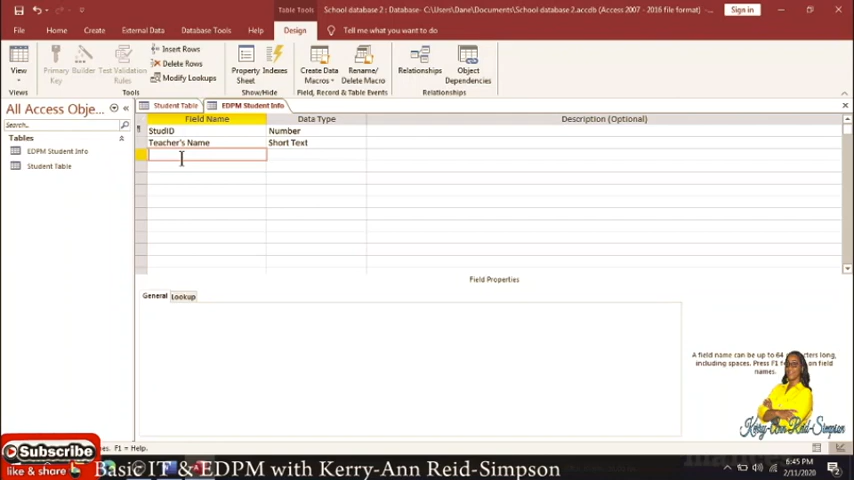 Table Tools
School database 2 : Database- C:\Users\Dane\Documents\School database 2.accdb (Access 2007 - 2016 file format) -...
Sign in
File
Home
Create
External Data
Database Tools
Help
Design
Tell me what you want to do
View
Primary Key
Builder
Test Validation Rules
Insert Rows
Delete Rows
Modify Lookups
Property Sheet
Indexes
Create Data Macros
Rename/ Delete Macro
Relationships
Object Dependencies
Views
Tools
Show/Hide
Field, Record & Table Events
Relationships
All Access Obje...
Search...
Tables
EDPM Student Info
Student Table
Student Table
EDPM Student Info
Field Name
Data Type
Description (Optional)
StudID
Number
Teacher's Name
Short Text
Field Properties
General
Lookup
A field name can be up to 64
long,
including spaces. Press F1
on field
names.
Kerry-Ann Reid-Simpson
Subscribe
F1 = Help.
like & share
Basic IT & EDPM with Kerry-Ann Reid-Simpson
6:45 PM
2/11/2020
2